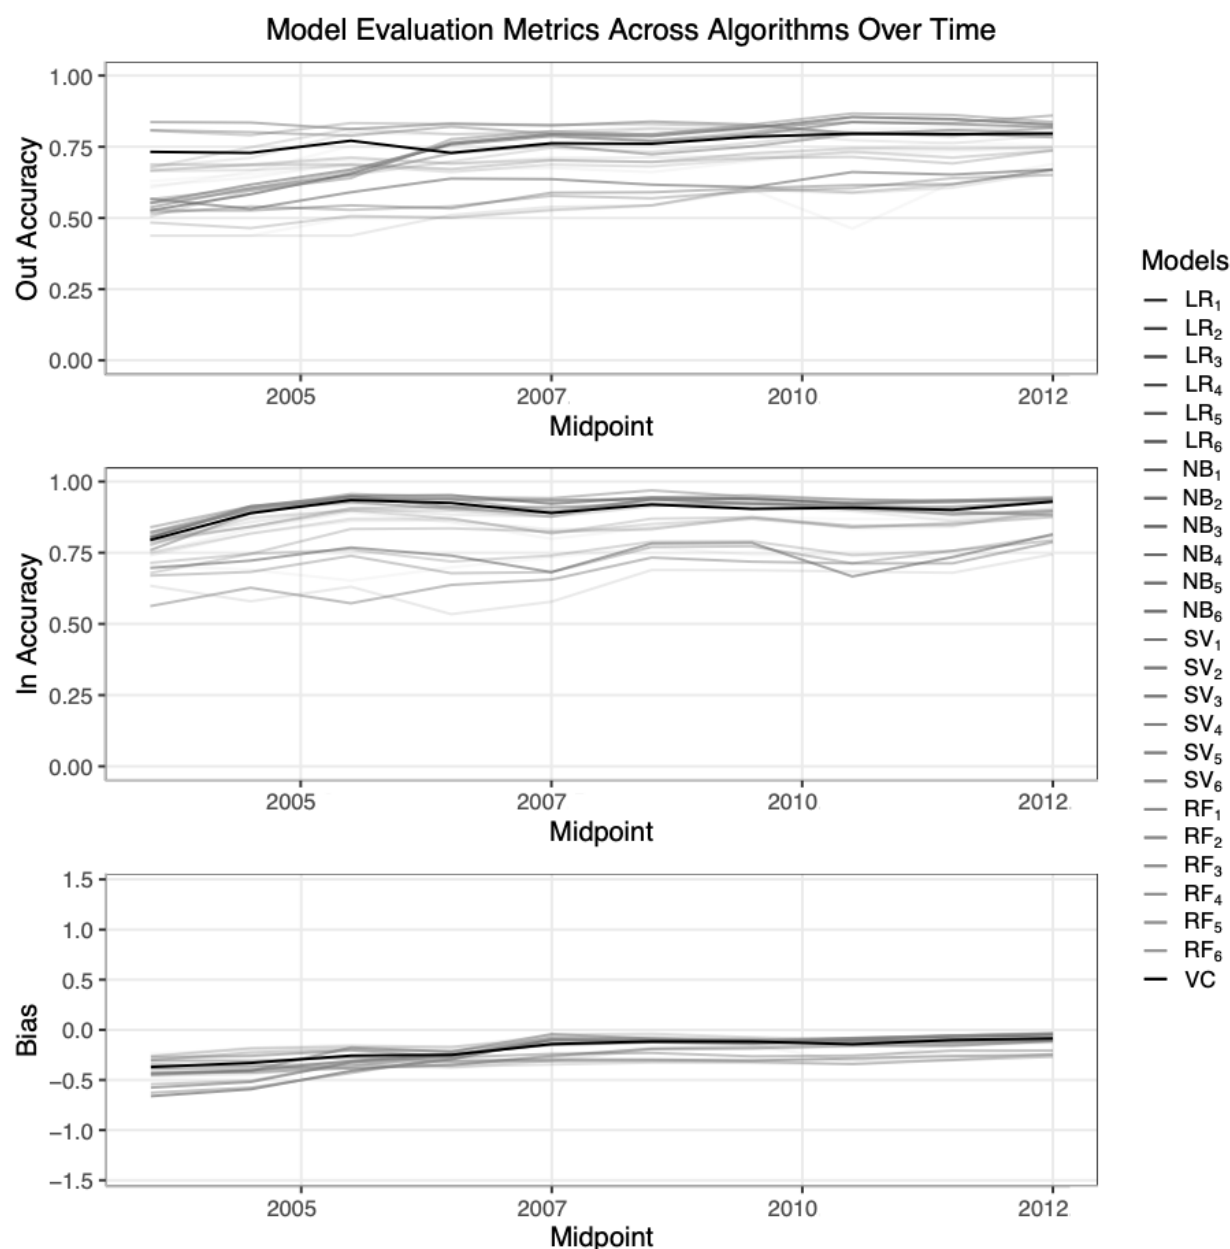 Model Evaluation Metrics Across Algorithms Over Time
Out Accuracy
1.00
0.75
0.50
0.25
0.00
2005 2007 2010 2012
Midpoint
In Accuracy
1.00
0.75
0.50
0.25
0.00
2005 2007 2010 2012
Midpoint
Bias
1.5
1.0
0.5
0.0
−0.5
−1.0
−1.5
2005 2007 2010 2012
Midpoint
Models
LR₁
LR₂
LR₃
LR₄
LR₅
LR₆
NB₁
NB₂
NB₃
NB₄
NB₅
NB₆
SV₁
SV₂
SV₃
SV₄
SV₅
SV₆
RF₁
RF₂
RF₃
RF₄
RF₅
RF₆
VC